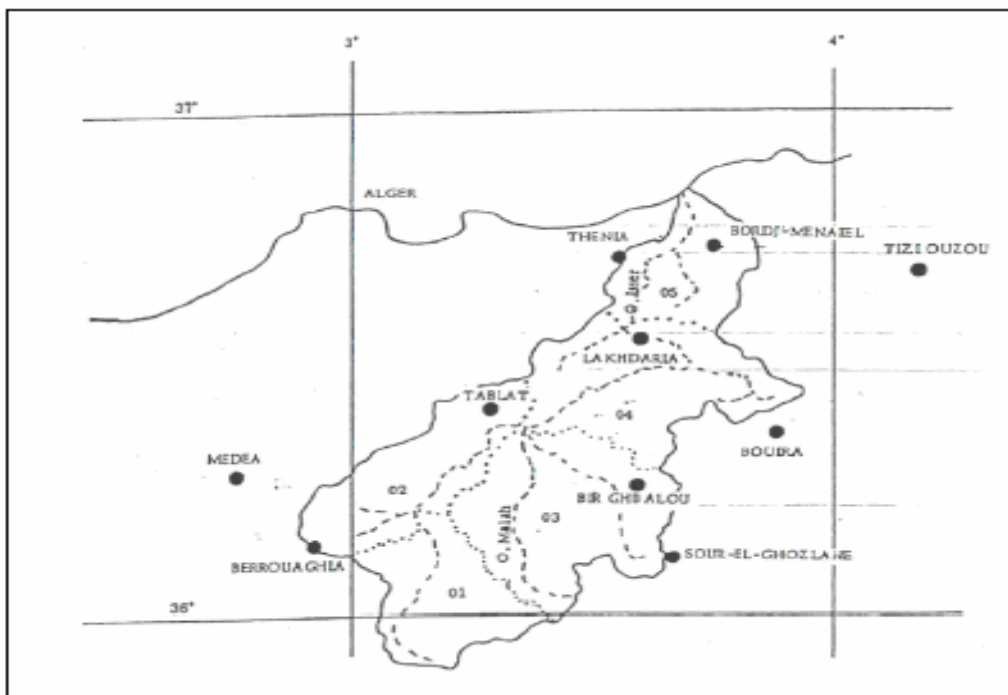 3°
4°
37°
ALGER
THENIA
BORDJ-MENAIEL
TIZI OUZOU
O. Isser
05
LAKHDARIA
TABLAT
04
BOUIRA
MEDEA
02
BIR GHBALOU
03
O. Malah
BERROUAGHIA
SOUR-EL-GHOZLANE
01
36°